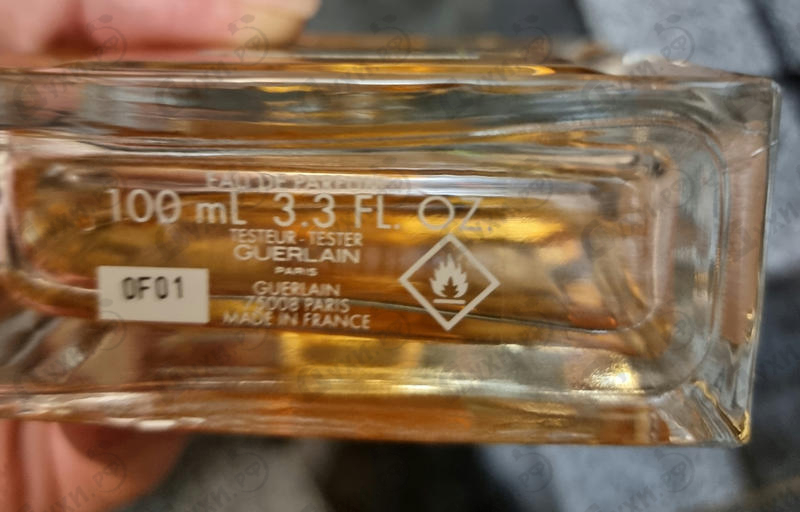 EAU DE PARFUM
100 mL 3.3 FL. OZ.
TESTEUR - TESTER
GUERLAIN
PARIS
GUERLAIN
75008 PARIS
MADE IN FRANCE
0F01